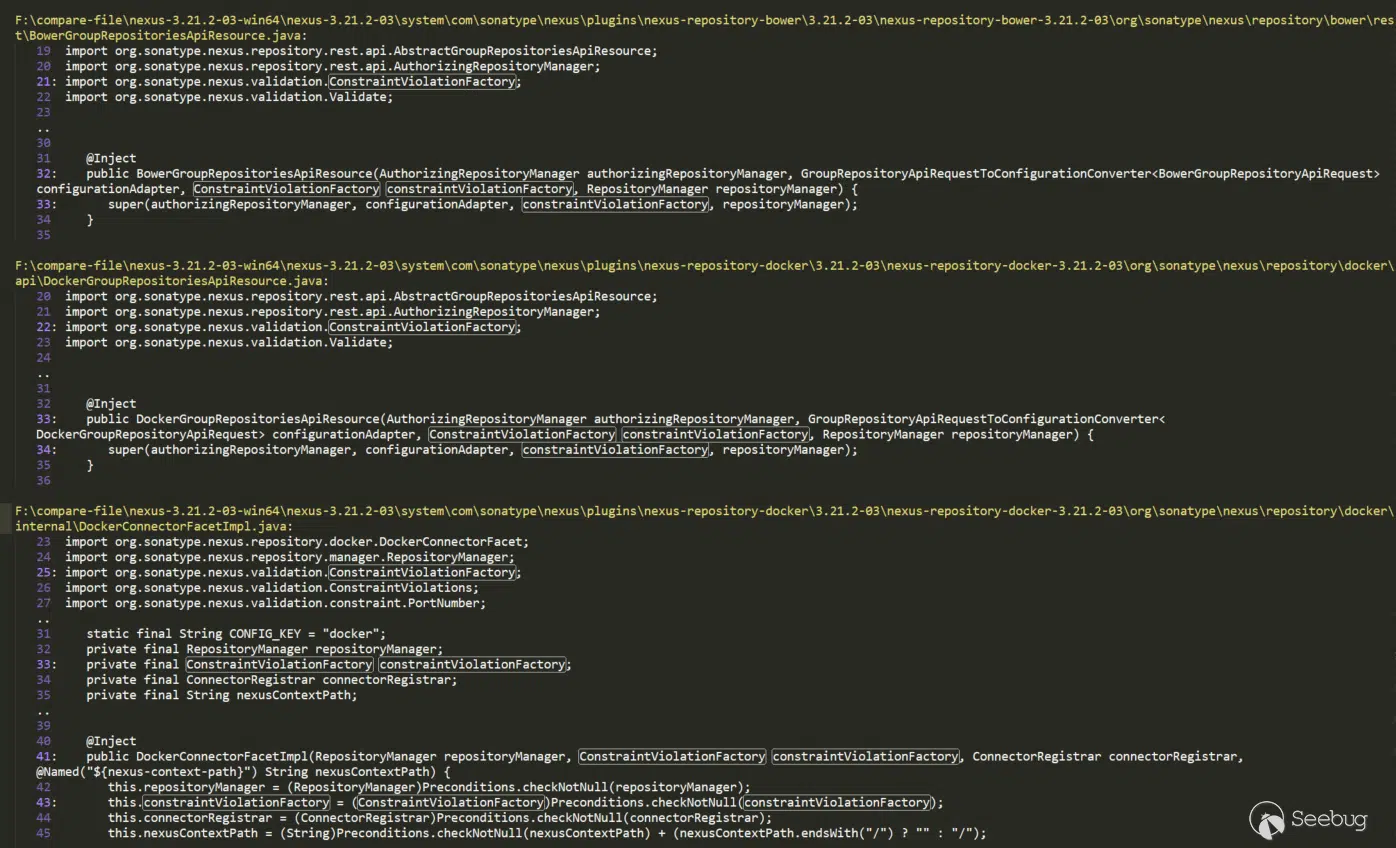 F:\compare-file\nexus-3.21.2-03-win64\nexus-3.21.2-03\system\com\sonatype\nexus\plugins\nexus-repository-bower\3.21.2-03\nexus-repository-bower-3.21.2-03\org\sonatype\nexus\repository\bower\res
t\BowerGroupRepositoriesApiResource.java:
19 import org.sonatype.nexus.repository.rest.api.AbstractGroupRepositoriesApiResource;
20 import org.sonatype.nexus.repository.rest.api.AuthorizingRepositoryManager;
21: import org.sonatype.nexus.validation.ConstraintViolationFactory;
22 import org.sonatype.nexus.validation.Validate;
23
..
30
31 @Inject
32: public BowerGroupRepositoriesApiResource(AuthorizingRepositoryManager authorizingRepositoryManager, GroupRepositoryApiRequestToConfigurationConverter<BowerGroupRepositoryApiRequest>
configurationAdapter, ConstraintViolationFactory constraintViolationFactory, RepositoryManager repositoryManager) {
33: super(authorizingRepositoryManager, configurationAdapter, constraintViolationFactory, repositoryManager);
34 }
35
F:\compare-file\nexus-3.21.2-03-win64\nexus-3.21.2-03\system\com\sonatype\nexus\plugins\nexus-repository-docker\3.21.2-03\nexus-repository-docker-3.21.2-03\org\sonatype\nexus\repository\docker\
api\DockerGroupRepositoriesApiResource.java:
20 import org.sonatype.nexus.repository.rest.api.AbstractGroupRepositoriesApiResource;
21 import org.sonatype.nexus.repository.rest.api.AuthorizingRepositoryManager;
22: import org.sonatype.nexus.validation.ConstraintViolationFactory;
23 import org.sonatype.nexus.validation.Validate;
24
..
31
32 @Inject
33: public DockerGroupRepositoriesApiResource(AuthorizingRepositoryManager authorizingRepositoryManager, GroupRepositoryApiRequestToConfigurationConverter<
DockerGroupRepositoryApiRequest> configurationAdapter, ConstraintViolationFactory constraintViolationFactory, RepositoryManager repositoryManager) {
34: super(authorizingRepositoryManager, configurationAdapter, constraintViolationFactory, repositoryManager);
35 }
36
F:\compare-file\nexus-3.21.2-03-win64\nexus-3.21.2-03\system\com\sonatype\nexus\plugins\nexus-repository-docker\3.21.2-03\nexus-repository-docker-3.21.2-03\org\sonatype\nexus\repository\docker\
internal\DockerConnectorFacetImpl.java:
23 import org.sonatype.nexus.repository.docker.DockerConnectorFacet;
24 import org.sonatype.nexus.repository.manager.RepositoryManager;
25: import org.sonatype.nexus.validation.ConstraintViolationFactory;
26 import org.sonatype.nexus.validation.ConstraintViolations;
27 import org.sonatype.nexus.validation.constraint.PortNumber;
..
31 static final String CONFIG_KEY = "docker";
32 private final RepositoryManager repositoryManager;
33: private final ConstraintViolationFactory constraintViolationFactory;
34 private final ConnectorRegistrar connectorRegistrar;
35 private final String nexusContextPath;
..
39
40 @Inject
41: public DockerConnectorFacetImpl(RepositoryManager repositoryManager, ConstraintViolationFactory constraintViolationFactory, ConnectorRegistrar connectorRegistrar,
@Named("${nexus-context-path}") String nexusContextPath) {
42 this.repositoryManager = (RepositoryManager)Preconditions.checkNotNull(repositoryManager);
43: this.constraintViolationFactory = (ConstraintViolationFactory)Preconditions.checkNotNull(constraintViolationFactory);
44 this.connectorRegistrar = (ConnectorRegistrar)Preconditions.checkNotNull(connectorRegistrar);
45 this.nexusContextPath = (String)Preconditions.checkNotNull(nexusContextPath) + (nexusContextPath.endsWith("/") ? "" : "/");
Seebug